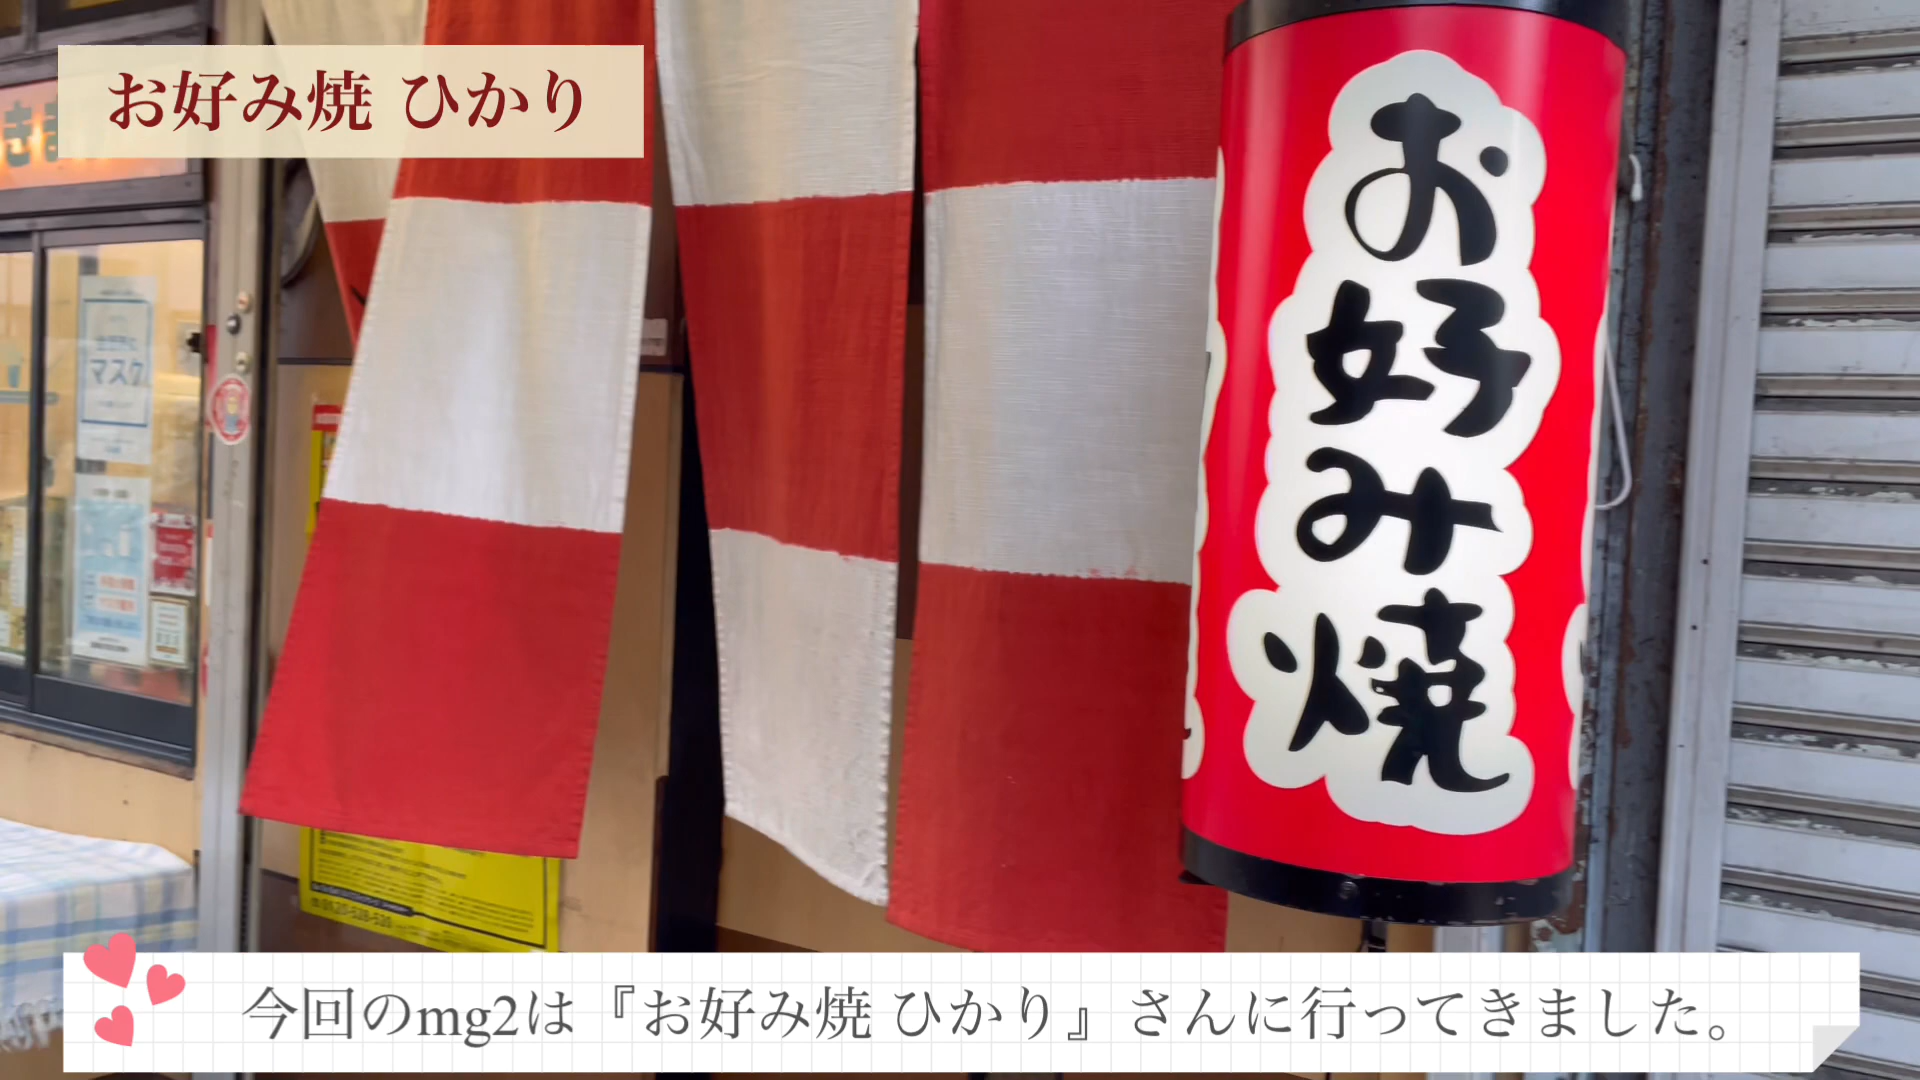 お好み焼 ひかり
お好み焼
マスク
今回のmg2は『お好み焼 ひかり』さんに行ってきました。